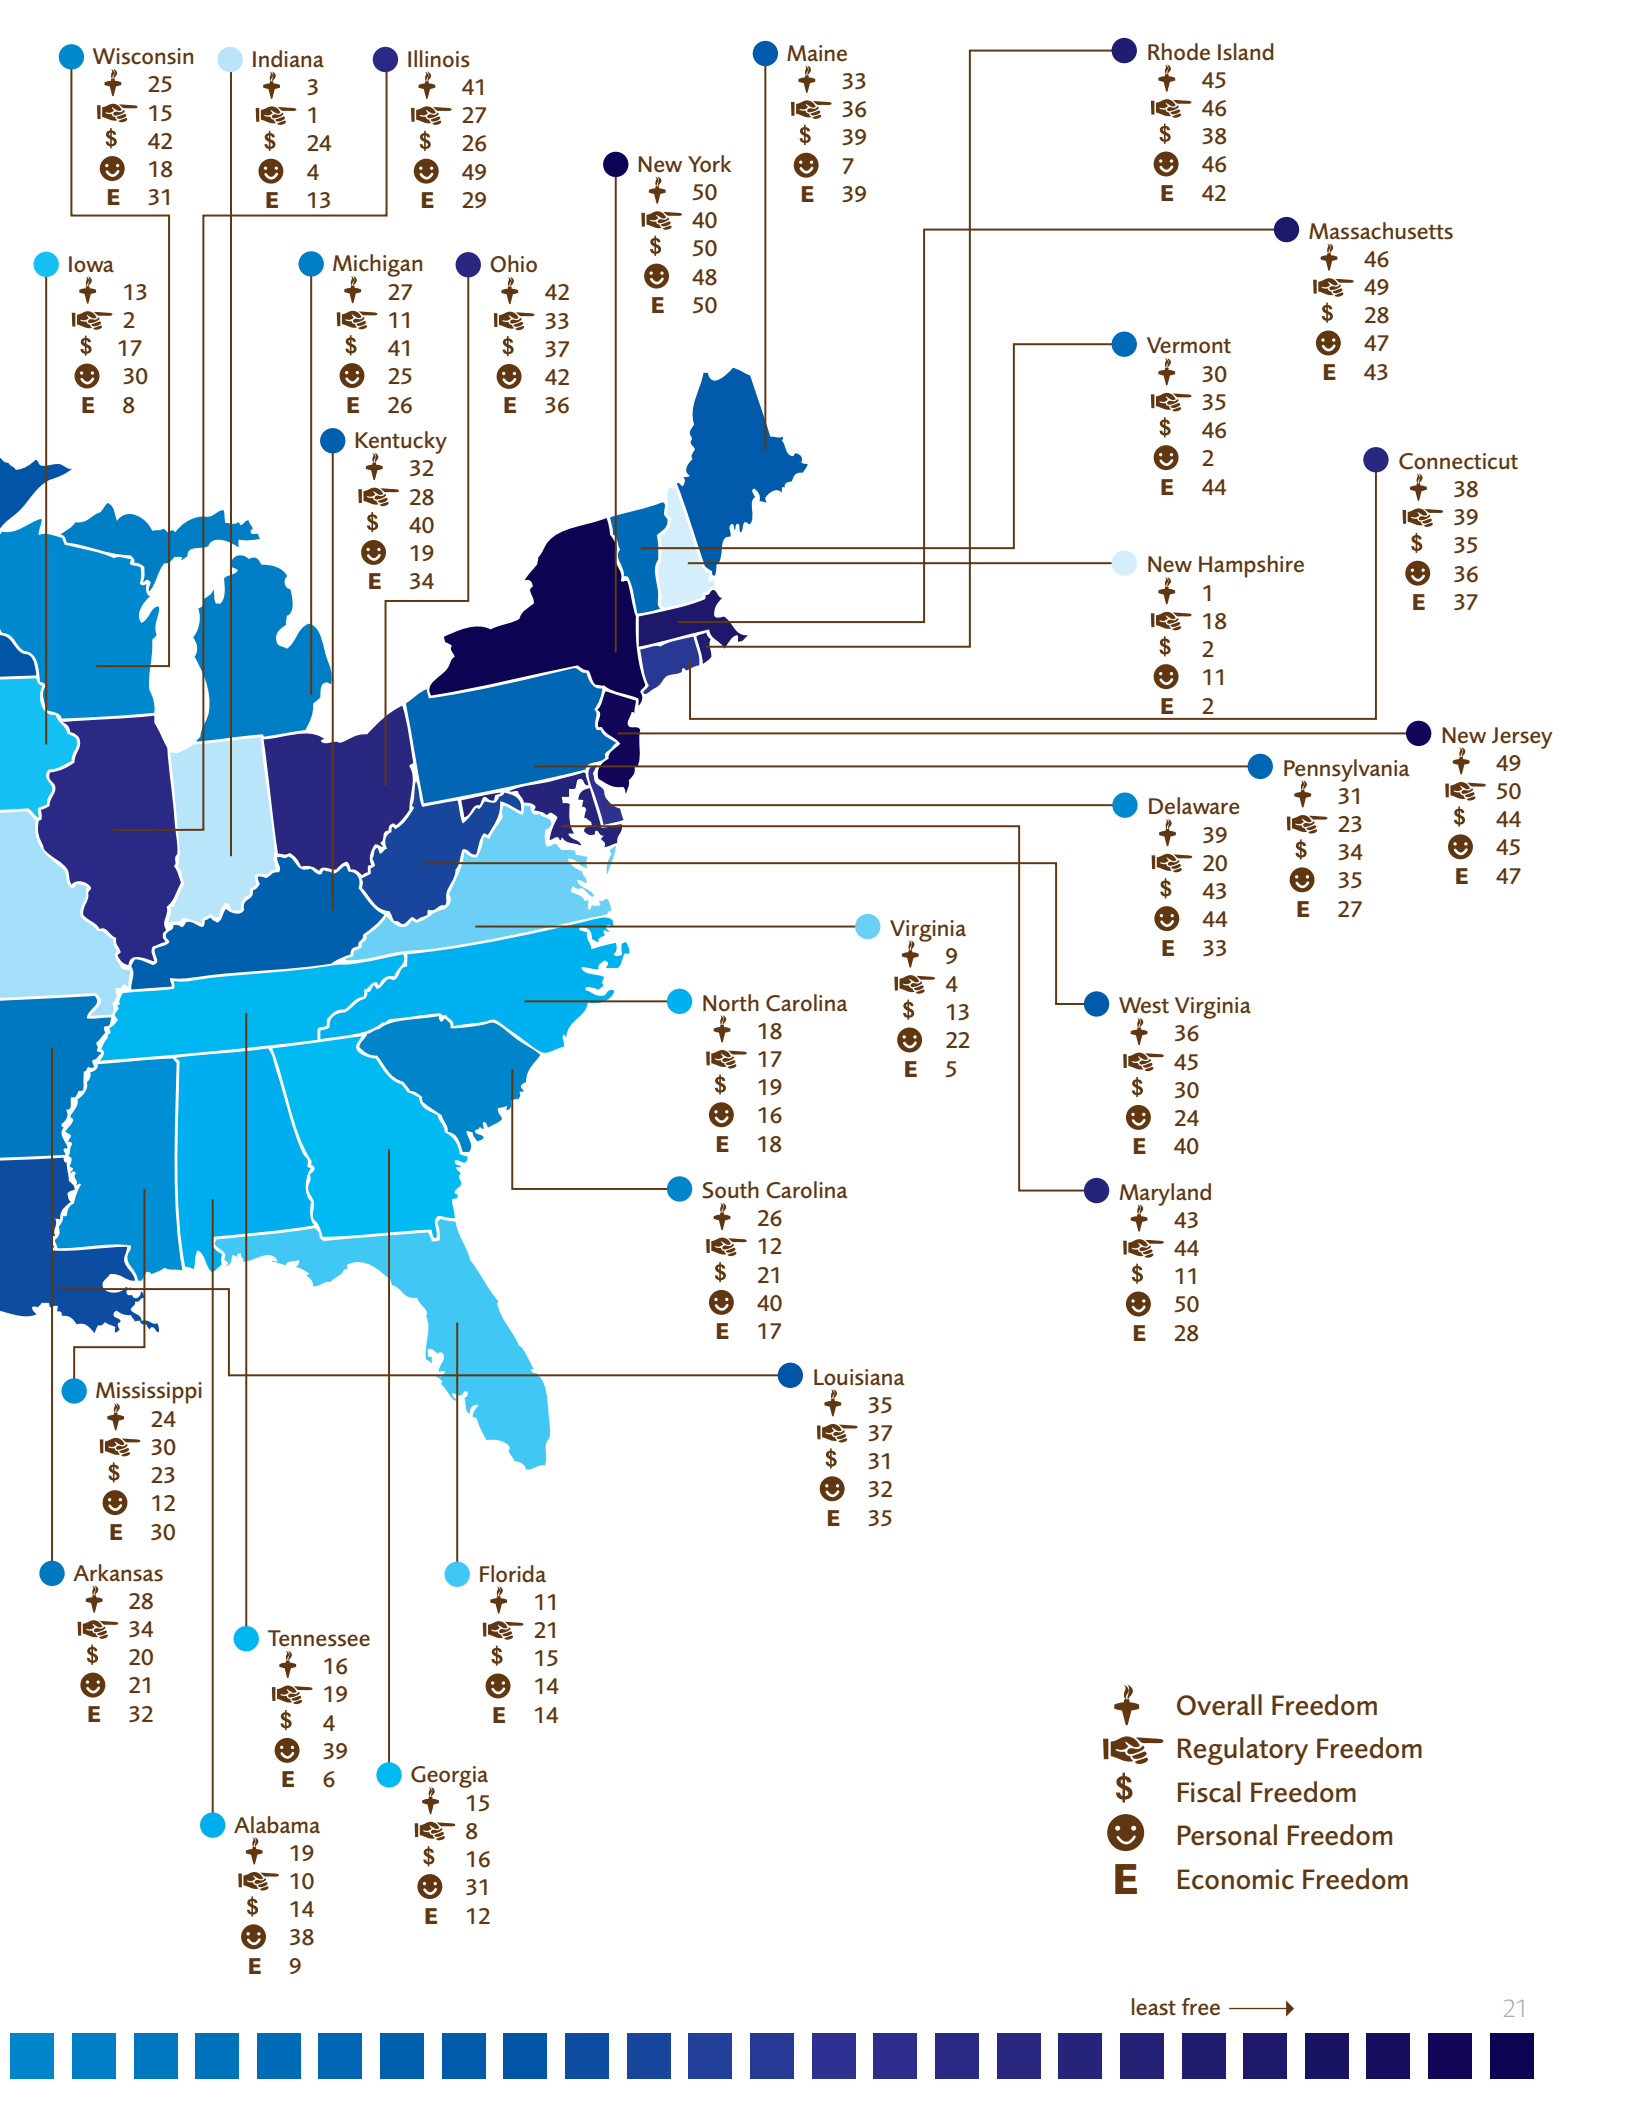 Wisconsin
25
15
$ 42
18
E 31
Indiana
3
1
$ 24
4
E 13
Illinois
41
27
$ 26
49
E 29
Maine
33
36
$ 39
7
E 39
Rhode Island
45
46
$ 38
46
E 42
New York
50
40
$ 50
48
E 50
Massachusetts
46
49
$ 28
47
E 43
Iowa
13
2
$ 17
30
E 8
Michigan
27
11
$ 41
25
E 26
Ohio
42
33
$ 37
42
E 36
Vermont
30
35
$ 46
2
E 44
Kentucky
32
28
$ 40
19
E 34
Connecticut
38
39
$ 35
36
E 37
New Hampshire
1
18
$ 2
11
E 2
New Jersey
49
50
$ 44
45
E 47
Pennsylvania
31
23
$ 34
35
E 27
Delaware
39
20
$ 43
44
E 33
Virginia
9
4
$ 13
22
E 5
North Carolina
18
17
$ 19
16
E 18
West Virginia
36
45
$ 30
24
E 40
South Carolina
26
12
$ 21
40
E 17
Maryland
43
44
$ 11
50
E 28
Louisiana
35
37
$ 31
32
E 35
Mississippi
24
30
$ 23
12
E 30
Arkansas
28
34
$ 20
21
E 32
Florida
11
21
$ 15
14
E 14
Tennessee
16
19
$ 4
39
E 6
Georgia
15
8
$ 16
31
E 12
Alabama
19
10
$ 14
38
E 9
Overall Freedom
Regulatory Freedom
$ Fiscal Freedom
Personal Freedom
E Economic Freedom
least free
21